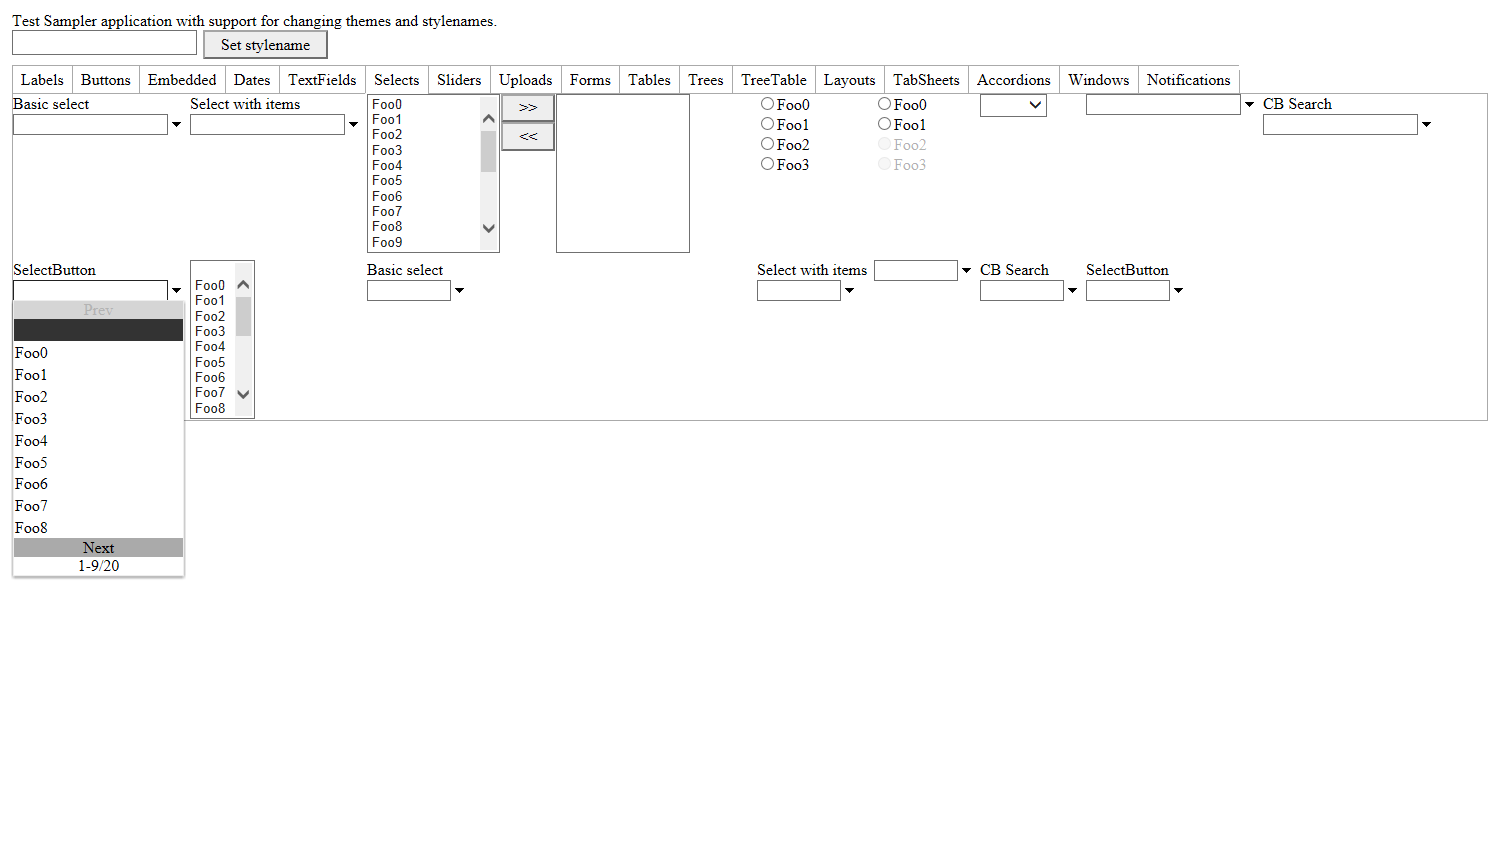 Test Sampler application with support for changing themes and stylenames.
Set stylename
Labels Buttons Embedded Dates TextFields Selects Sliders Uploads Forms Tables Trees TreeTable Layouts TabSheets Accordions Windows Notifications
Basic select
Select with items
Foo0
Foo1
Foo2
Foo3
Foo4
Foo5
Foo6
Foo7
Foo8
Foo9
>>
<<
Foo0
Foo1
Foo2
Foo3
Foo0
Foo1
Foo2
Foo3
CB Search
SelectButton
Prev
Foo0
Foo1
Foo2
Foo3
Foo4
Foo5
Foo6
Foo7
Foo8
Next
1-9/20
Foo0
Foo1
Foo2
Foo3
Foo4
Foo5
Foo6
Foo7
Foo8
Basic select
Select with items
CB Search
SelectButton